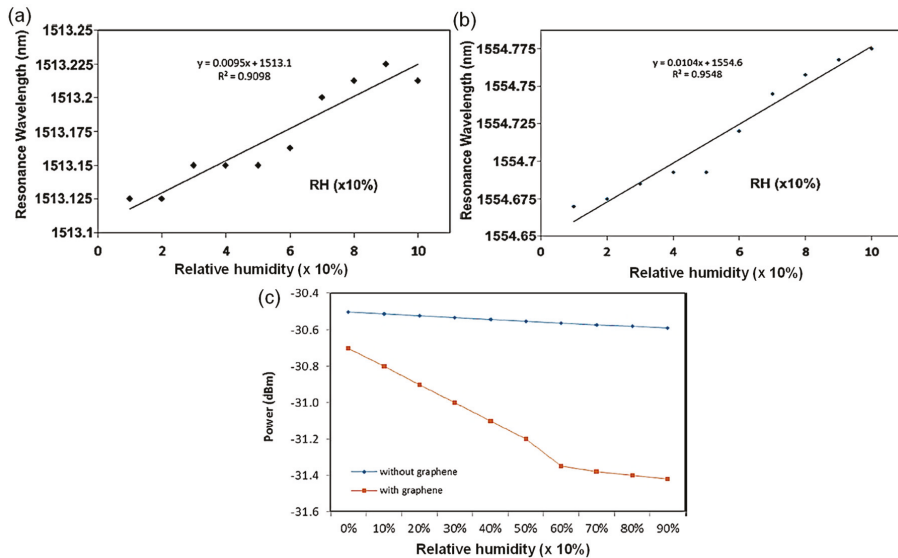 (a)
1513.25
1513.225
1513.2
1513.175
1513.15
1513.125
1513.1
Resonance Wavelength (nm)
y = 0.0095x + 1513.1
R² = 0.9098
RH (x10%)
0 2 4 6 8 10
Relative humidity (x 10%)
(b)
1554.775
1554.75
1554.725
1554.7
1554.675
1554.65
Resonance Wavelength (nm)
y = 0.0104x + 1554.6
R² = 0.9548
RH (x10%)
0 1 2 3 4 5 6 7 8 9 10
Relative humidity (x 10%)
(c)
-30.4
-30.6
-30.8
-31.0
-31.2
-31.4
-31.6
Power (dBm)
without graphene
with graphene
0% 10% 20% 30% 40% 50% 60% 70% 80% 90%
Relative humidity (x 10%)